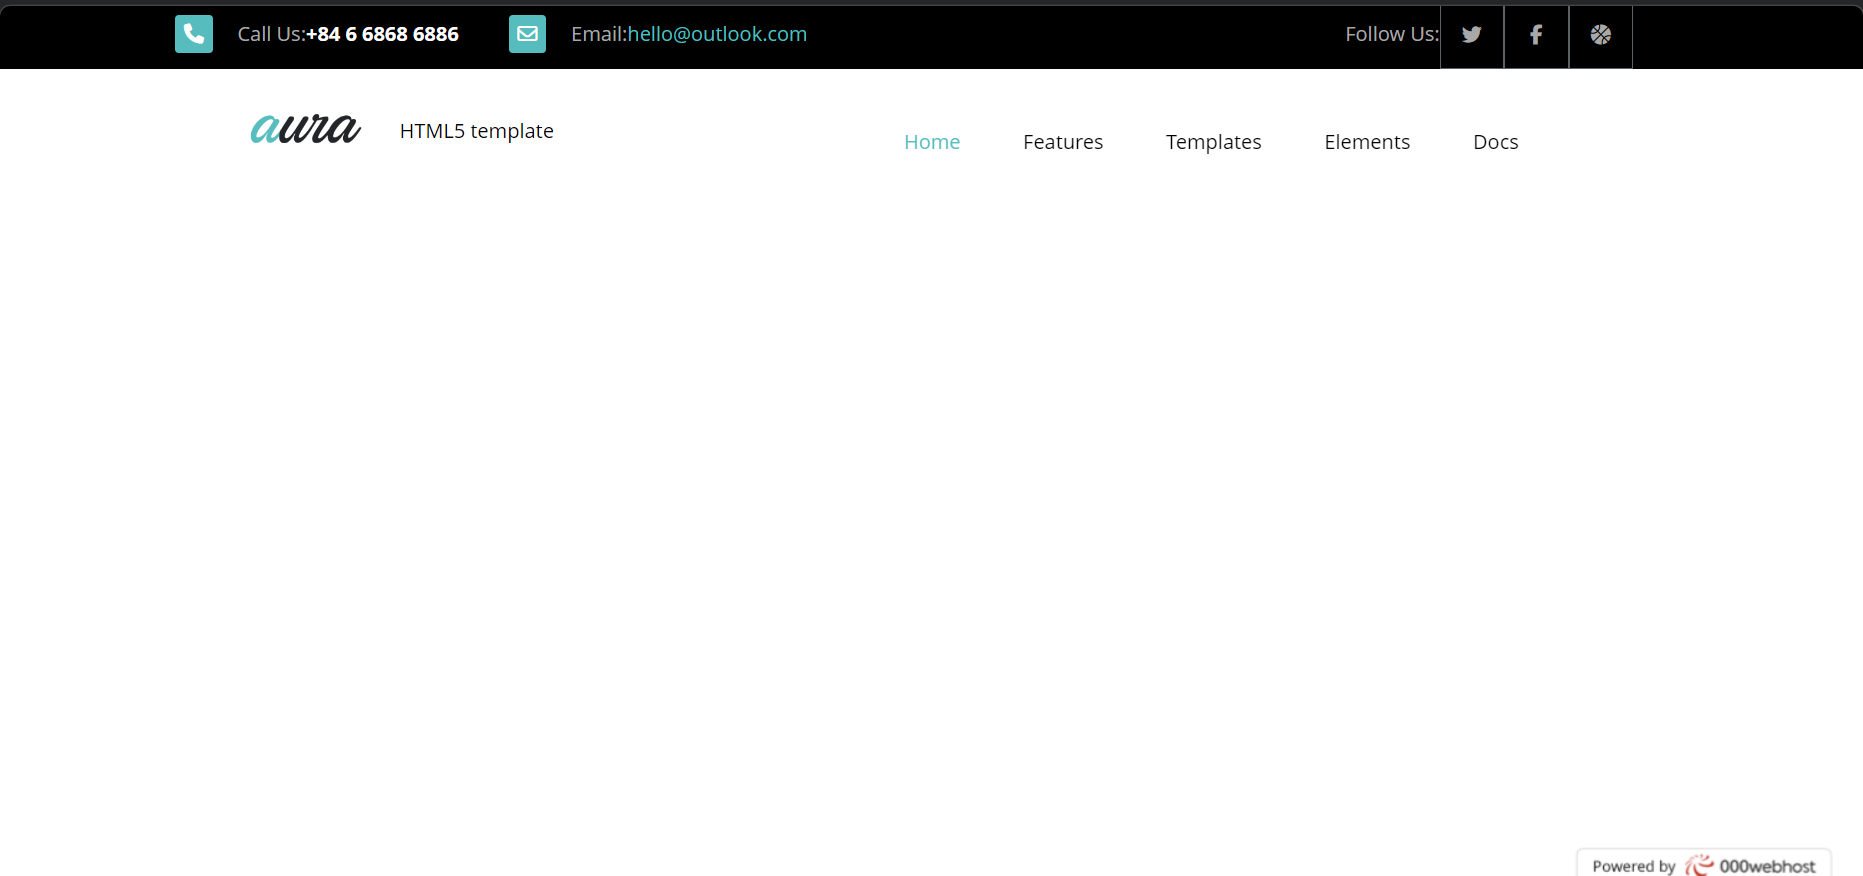 Call Us:+84 6 6868 6886 Email:hello@outlook.com Follow Us:
aura HTML5 template Home Features Templates Elements Docs
Powered by 000webhost